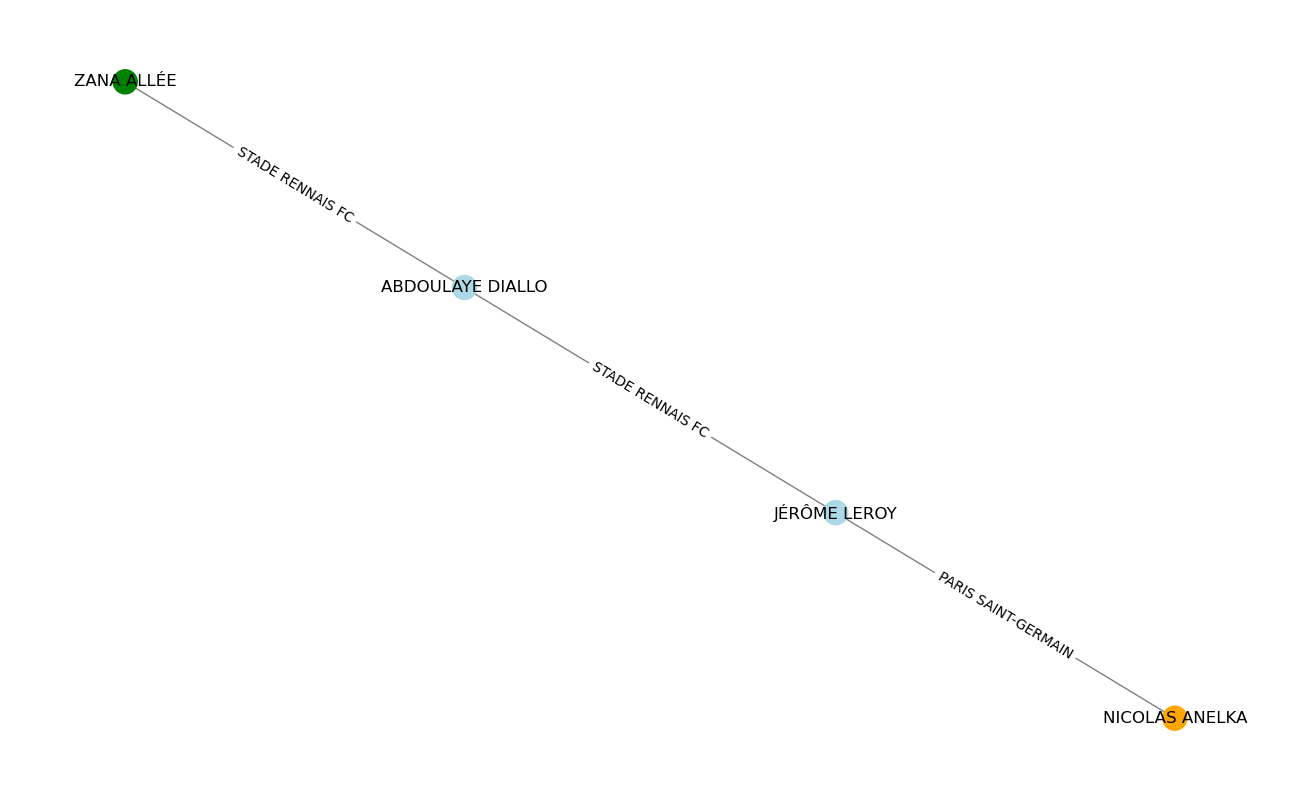 ZANA ALLÉE
STADE RENNAIS FC
ABDOULAYE DIALLO
STADE RENNAIS FC
JÉRÔME LEROY
PARIS SAINT-GERMAIN
NICOLAS ANELKA